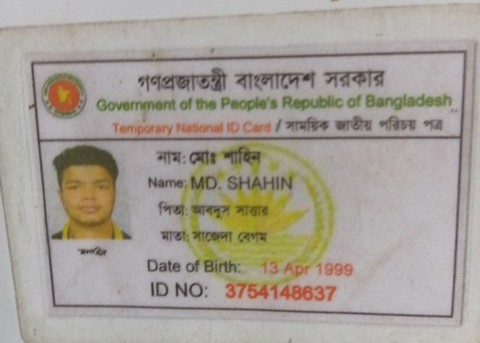 গণপ্রজাতন্ত্রী বাংলাদেশ সরকার
Government of the People's Republic of Bangladesh
Temporary National ID Card / সাময়িক জাতীয় পরিচয় পত্র
নাম: মোঃ শাহিন
Name: MD. SHAHIN
পিতা: আবদুস সাত্তার
মাতা: সাজেদা বেগম
Date of Birth: 13 Apr 1999
ID NO: 3754148637